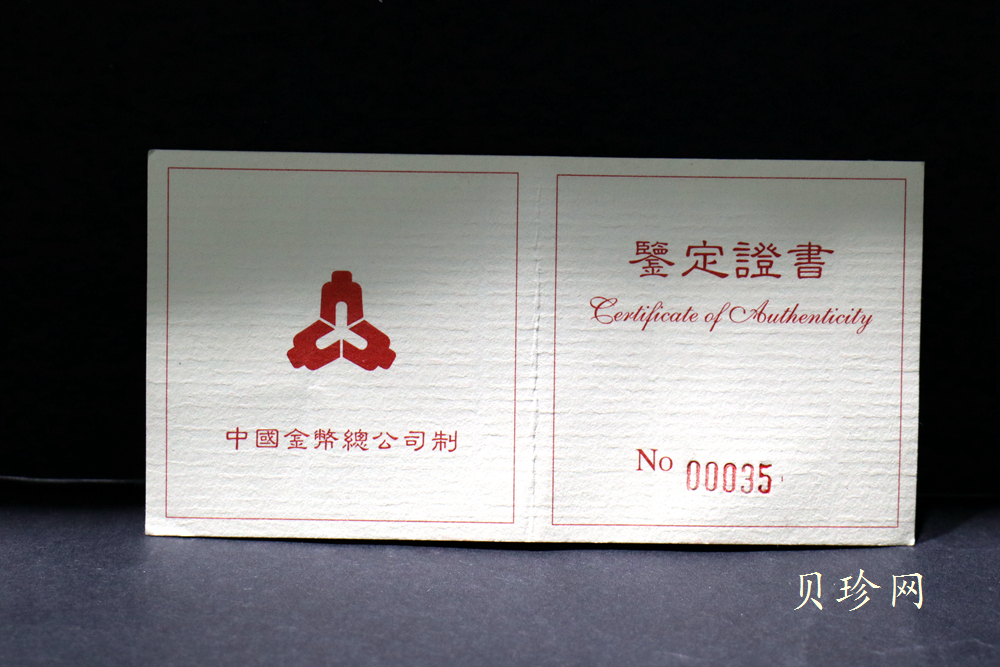 中國金幣總公司制
鑒定證書
Certificate of Authenticity
No 00035
贝珍网